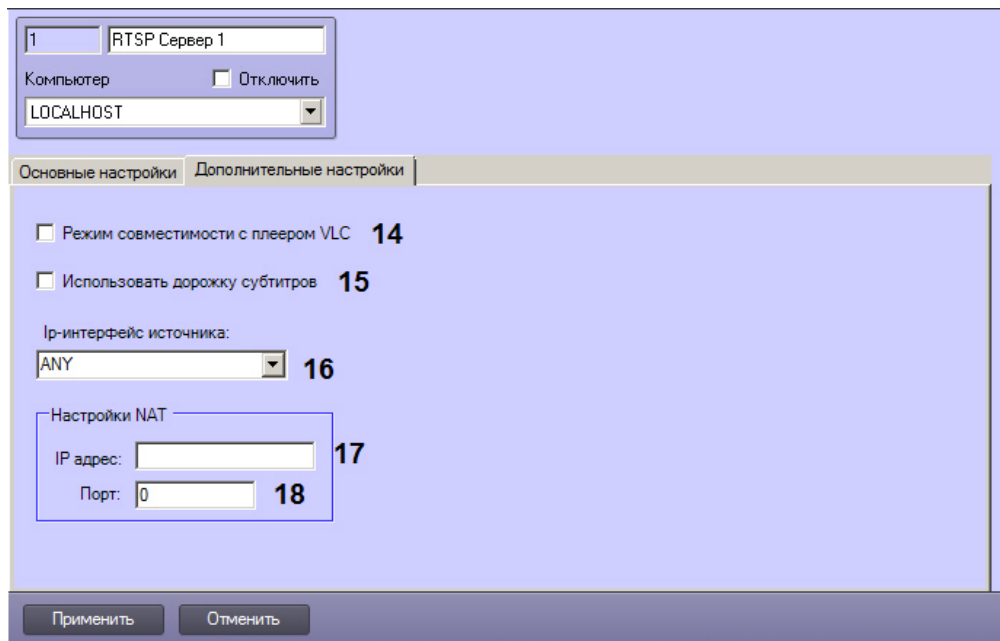 1 RTSP Сервер 1
Компьютер Отключить
LOCALHOST
Основные настройки Дополнительные настройки
Режим совместимости с плеером VLC 14
Использовать дорожку субтитров 15
Ip-интерфейс источника:
ANY 16
Настройки NAT
IP адрес: 17
Порт: 0 18
Применить Отменить